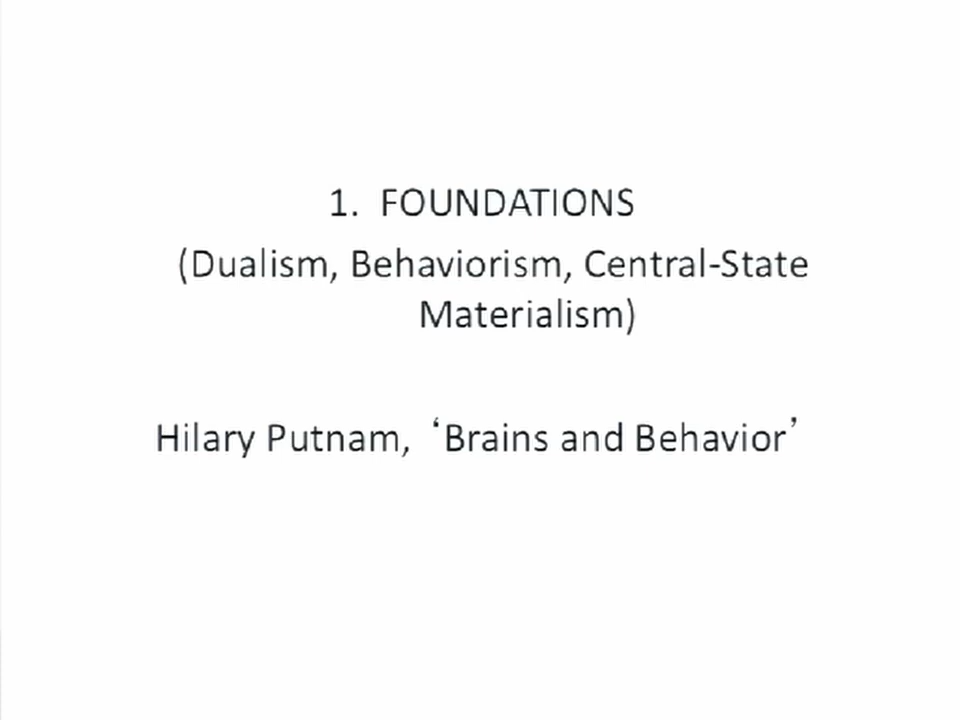 1. FOUNDATIONS
(Dualism, Behaviorism, Central-State
Materialism)
Hilary Putnam, ‘Brains and Behavior’